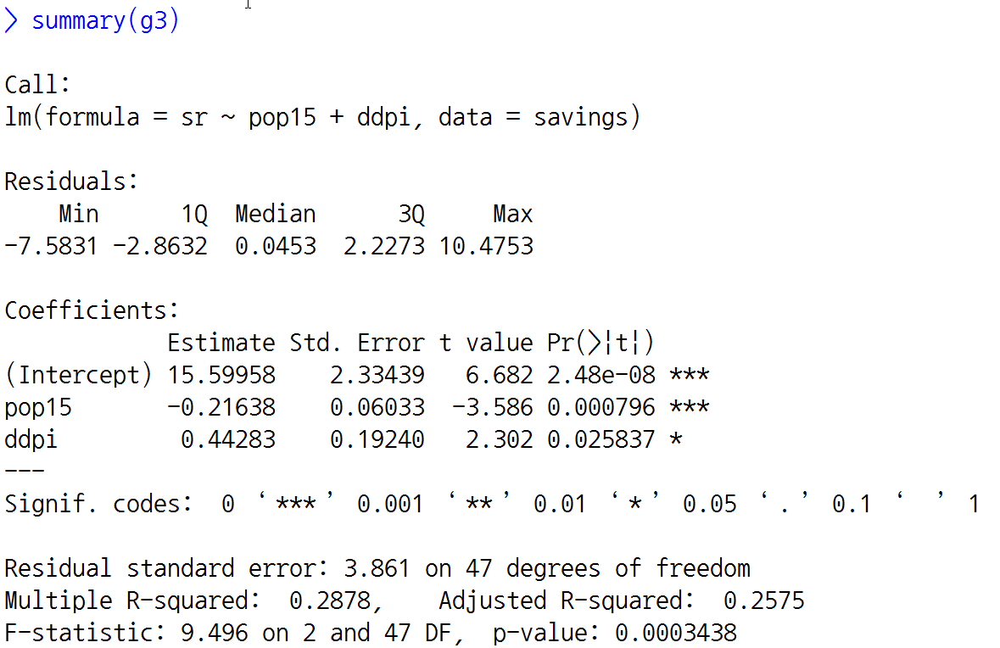 > summary(g3)
Call:
lm(formula = sr ~ pop15 + ddpi, data = savings)
Residuals:
    Min      1Q  Median      3Q     Max
-7.5831 -2.8632  0.0453  2.2273 10.4753
Coefficients:
            Estimate Std. Error t value Pr(>|t|)
(Intercept) 15.59958    2.33439   6.682 2.48e-08 ***
pop15       -0.21638    0.06033  -3.586 0.000796 ***
ddpi         0.44283    0.19240   2.302 0.025837 *
---
Signif. codes:  0 ‘***’ 0.001 ‘**’ 0.01 ‘*’ 0.05 ‘.’ 0.1 ‘ ’ 1
Residual standard error: 3.861 on 47 degrees of freedom
Multiple R-squared:  0.2878,    Adjusted R-squared:  0.2575
F-statistic: 9.496 on 2 and 47 DF,  p-value: 0.0003438